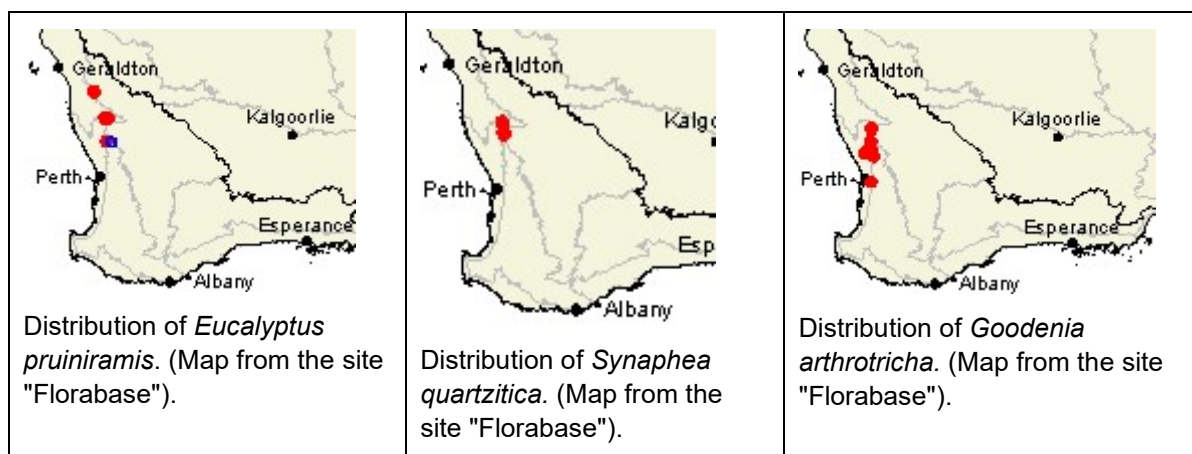 Geraldton
Kalgoorlie
Perth
Esperance
Albany
Distribution of Eucalyptus
pruiniramis. (Map from the site
"Florabase").
Geraldton
Kalgoo
Perth
Esp
Albany
Distribution of Synaphea
quartzitica. (Map from the
site "Florabase").
Geraldton
Kalgoorlie
Perth
Esperance
Albany
Distribution of Goodenia
arthrotricha. (Map from the site
"Florabase").